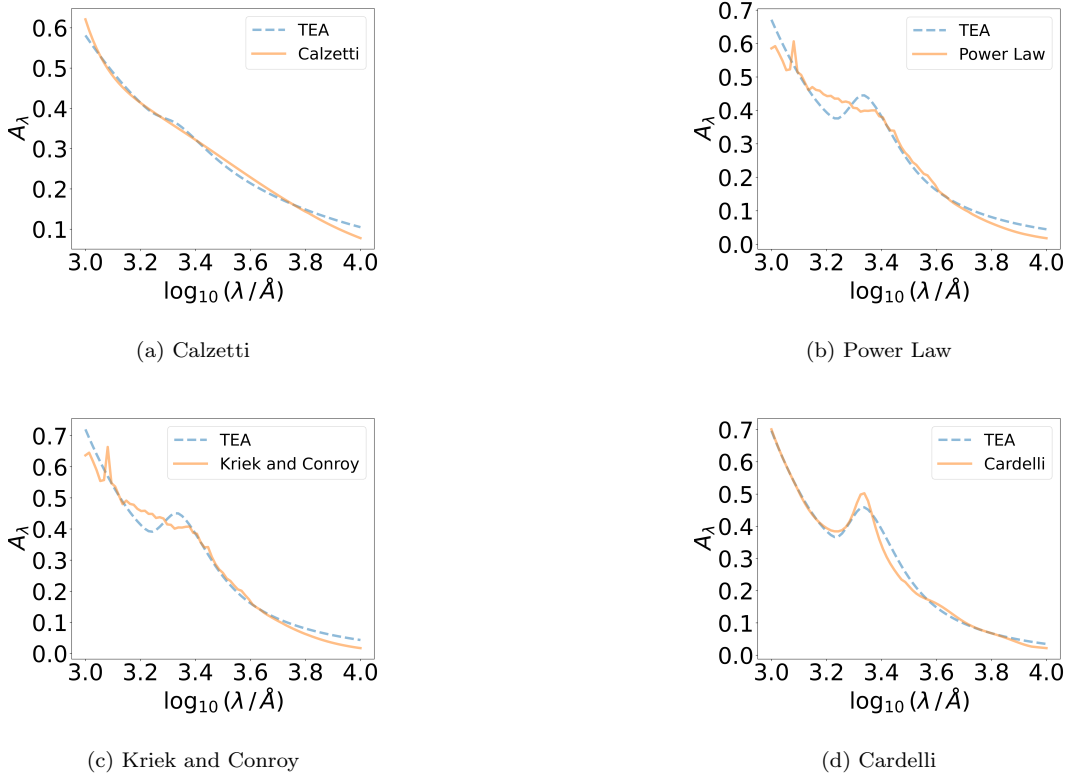 TEA
Calzetti
0.6
0.5
0.4
0.3
0.2
0.1
A_λ
3.0 3.2 3.4 3.6 3.8 4.0
log₁₀ (λ / Å)
(a) Calzetti
TEA
Power Law
0.7
0.6
0.5
0.4
0.3
0.2
0.1
0.0
A_λ
3.0 3.2 3.4 3.6 3.8 4.0
log₁₀ (λ / Å)
(b) Power Law
TEA
Kriek and Conroy
0.7
0.6
0.5
0.4
0.3
0.2
0.1
0.0
A_λ
3.0 3.2 3.4 3.6 3.8 4.0
log₁₀ (λ / Å)
(c) Kriek and Conroy
TEA
Cardelli
0.7
0.6
0.5
0.4
0.3
0.2
0.1
0.0
A_λ
3.0 3.2 3.4 3.6 3.8 4.0
log₁₀ (λ / Å)
(d) Cardelli